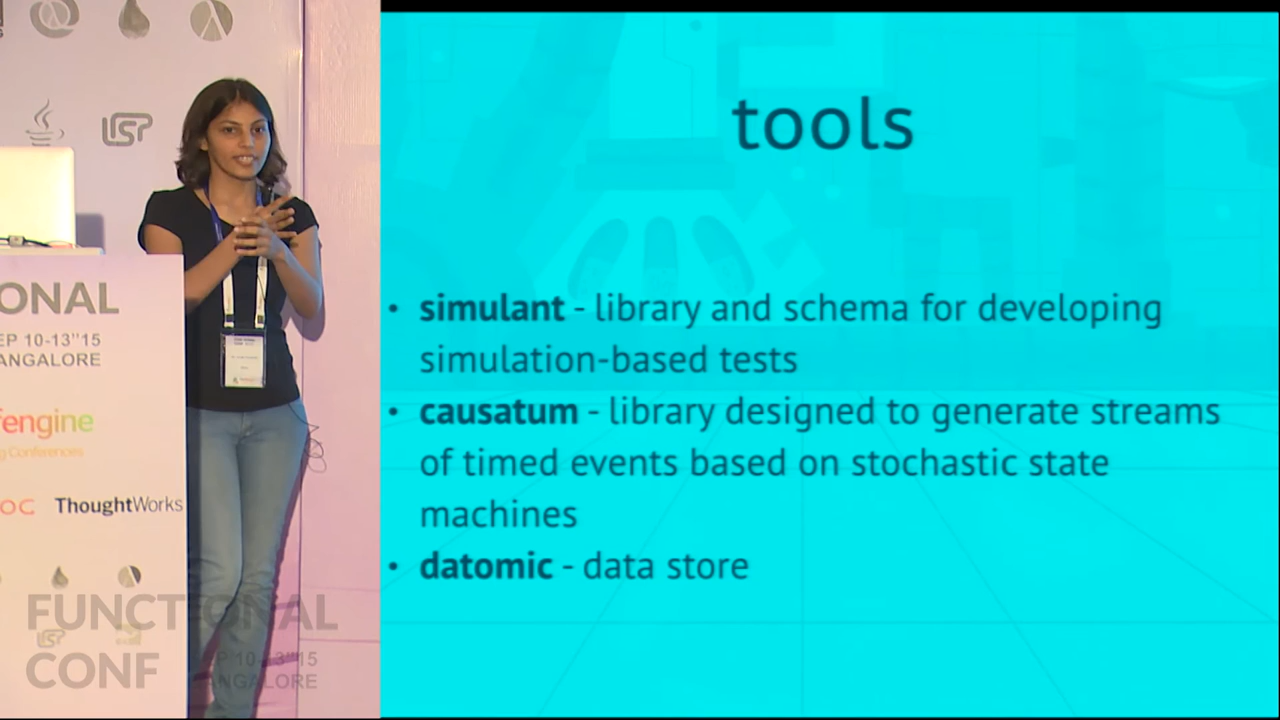 tools
• simulant - library and schema for developing
simulation-based tests
• causatum - library designed to generate streams
of timed events based on stochastic state
machines
• datomic - data store
LISP
ONAL
EP 10-13"15
ANGALORE
fengine
g Conferences
OC
ThoughtWorks
FUNCTIONAL
CONF
EP 10-13"15
ANGALORE